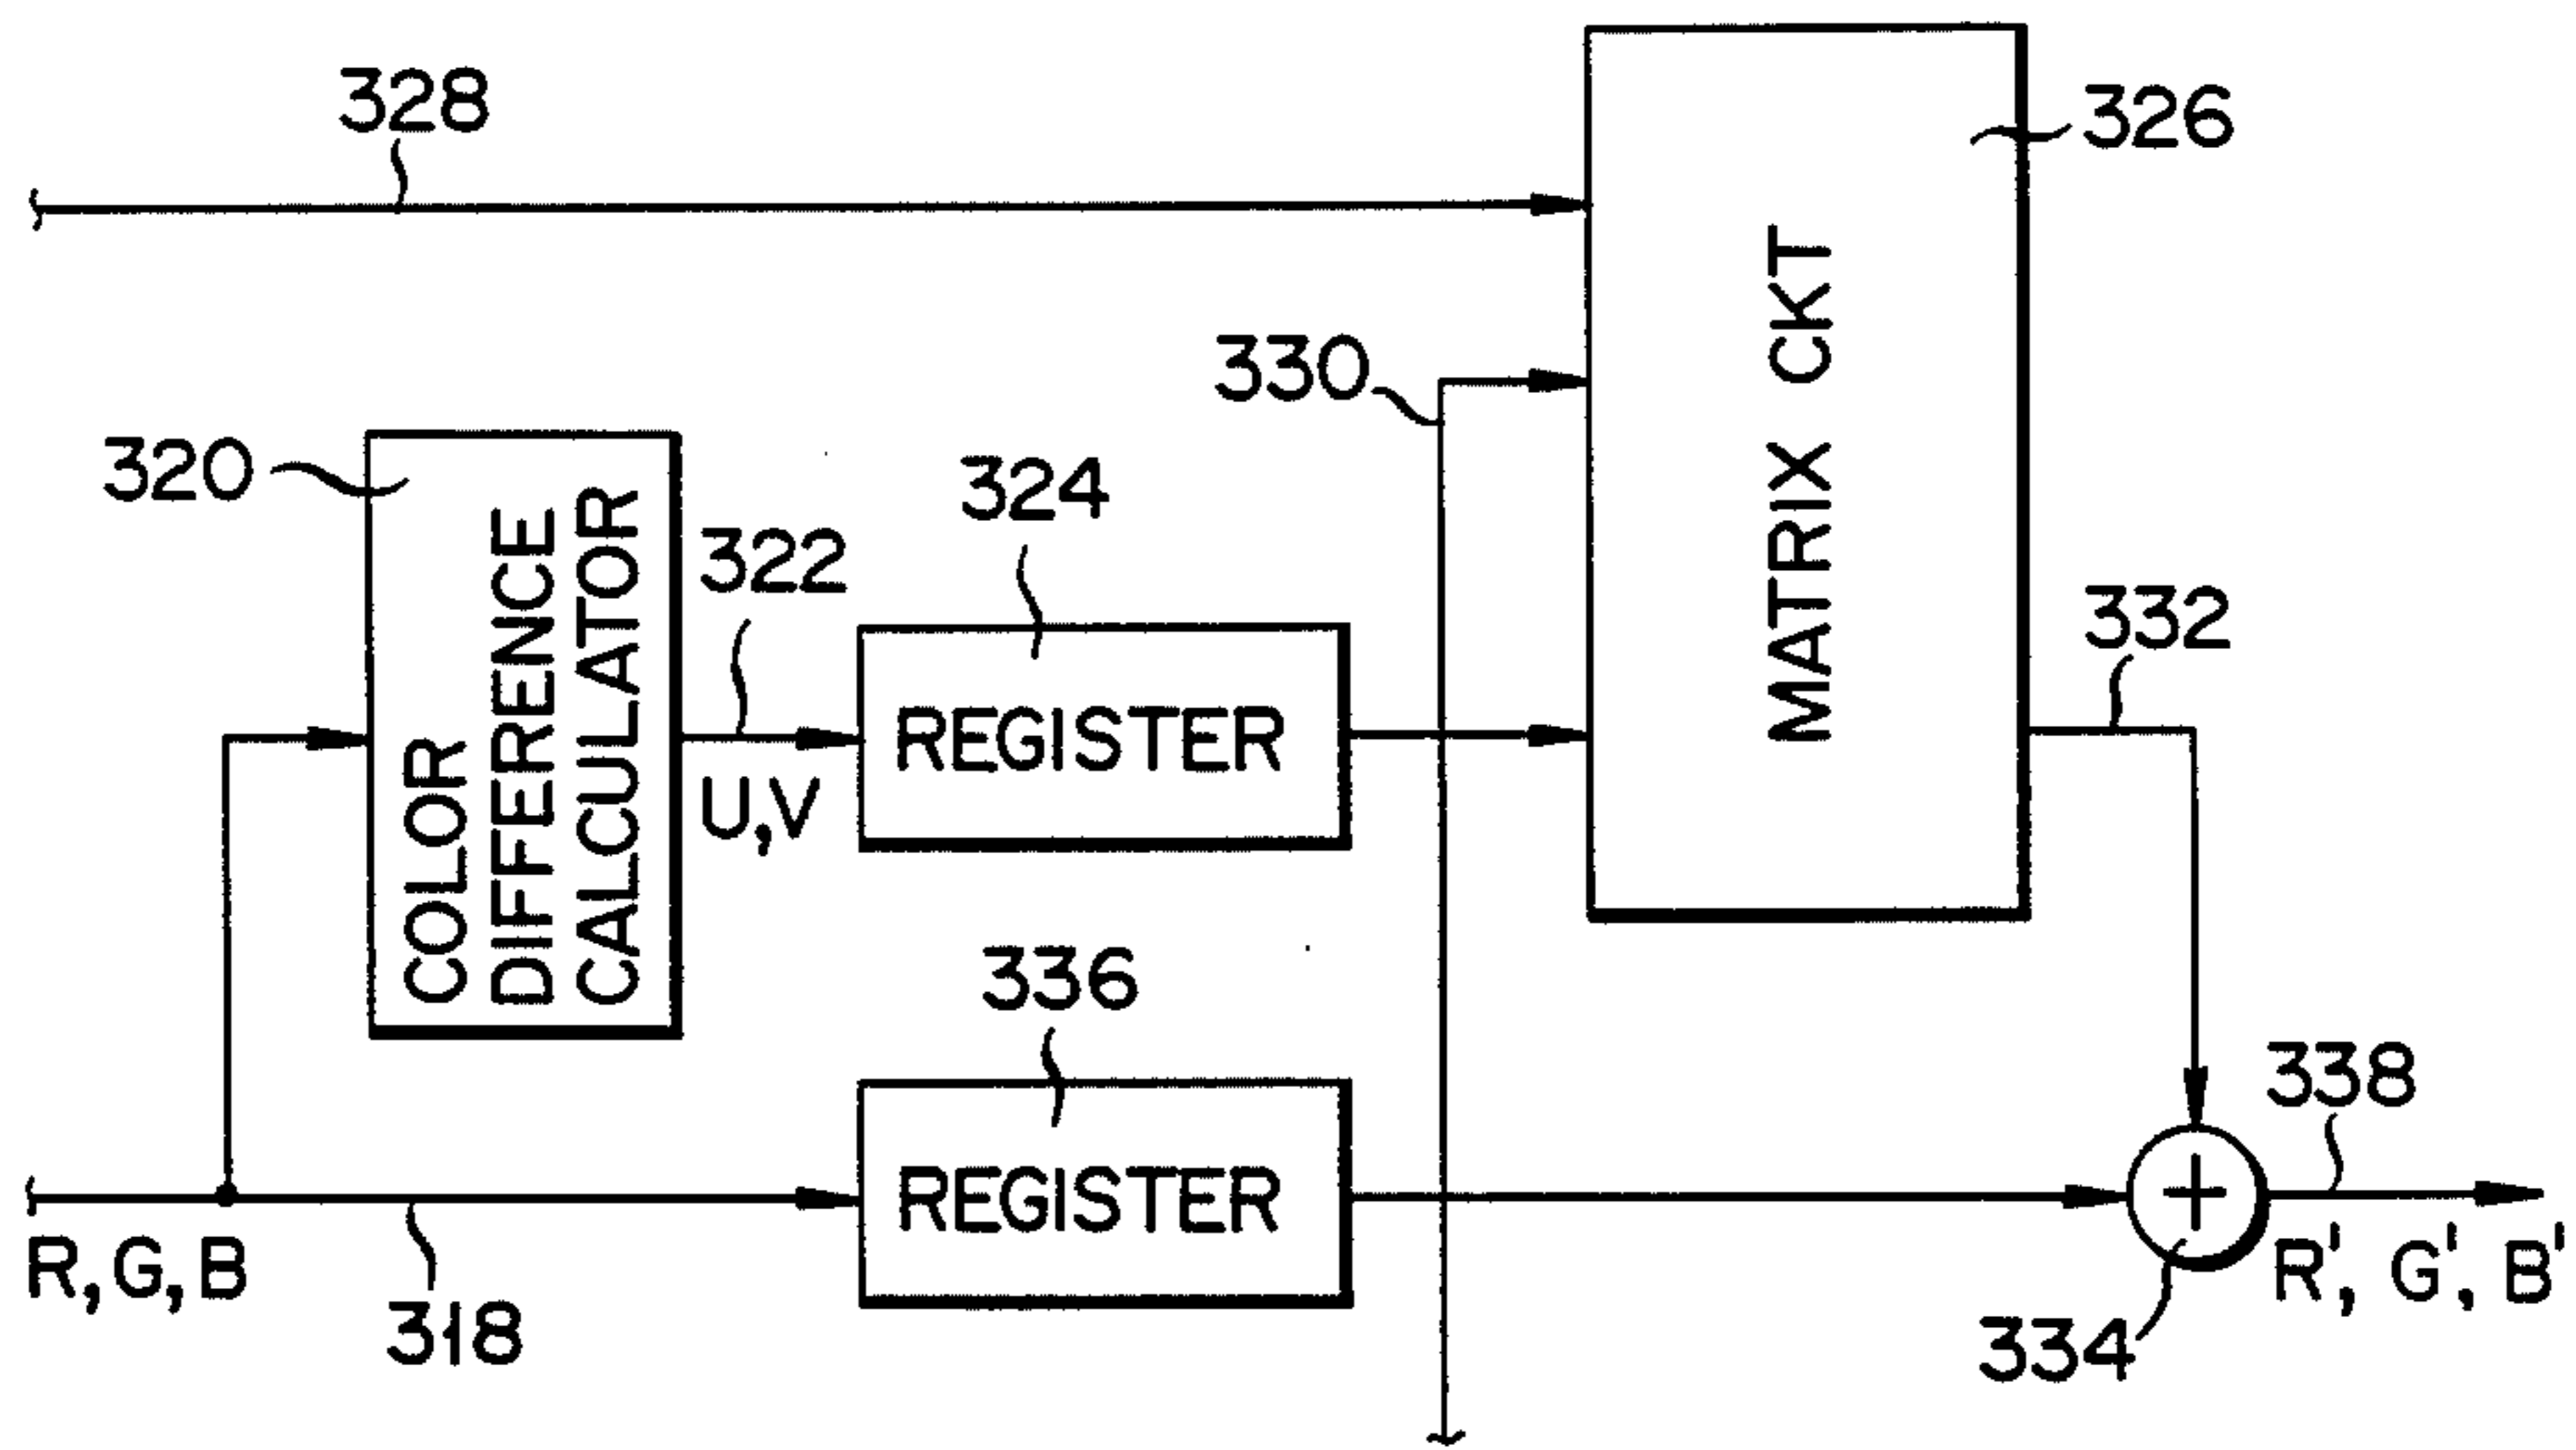 328
326
330
320
324
322
332
MATRIX CKT
COLOR
DIFFERENCE
CALCULATOR
REGISTER
U,V
336
338
REGISTER
R,G,B
R', G', B'
318
334
+